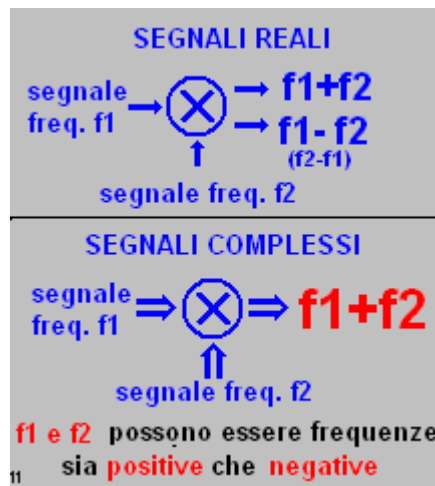 SEGNALI REALI
segnale
freq. f1
f1+f2
f1- f2
(f2-f1)
segnale freq. f2
SEGNALI COMPLESSI
segnale
freq. f1
f1+f2
segnale freq. f2
f1 e f2 possono essere frequenze
11 sia positive che negative